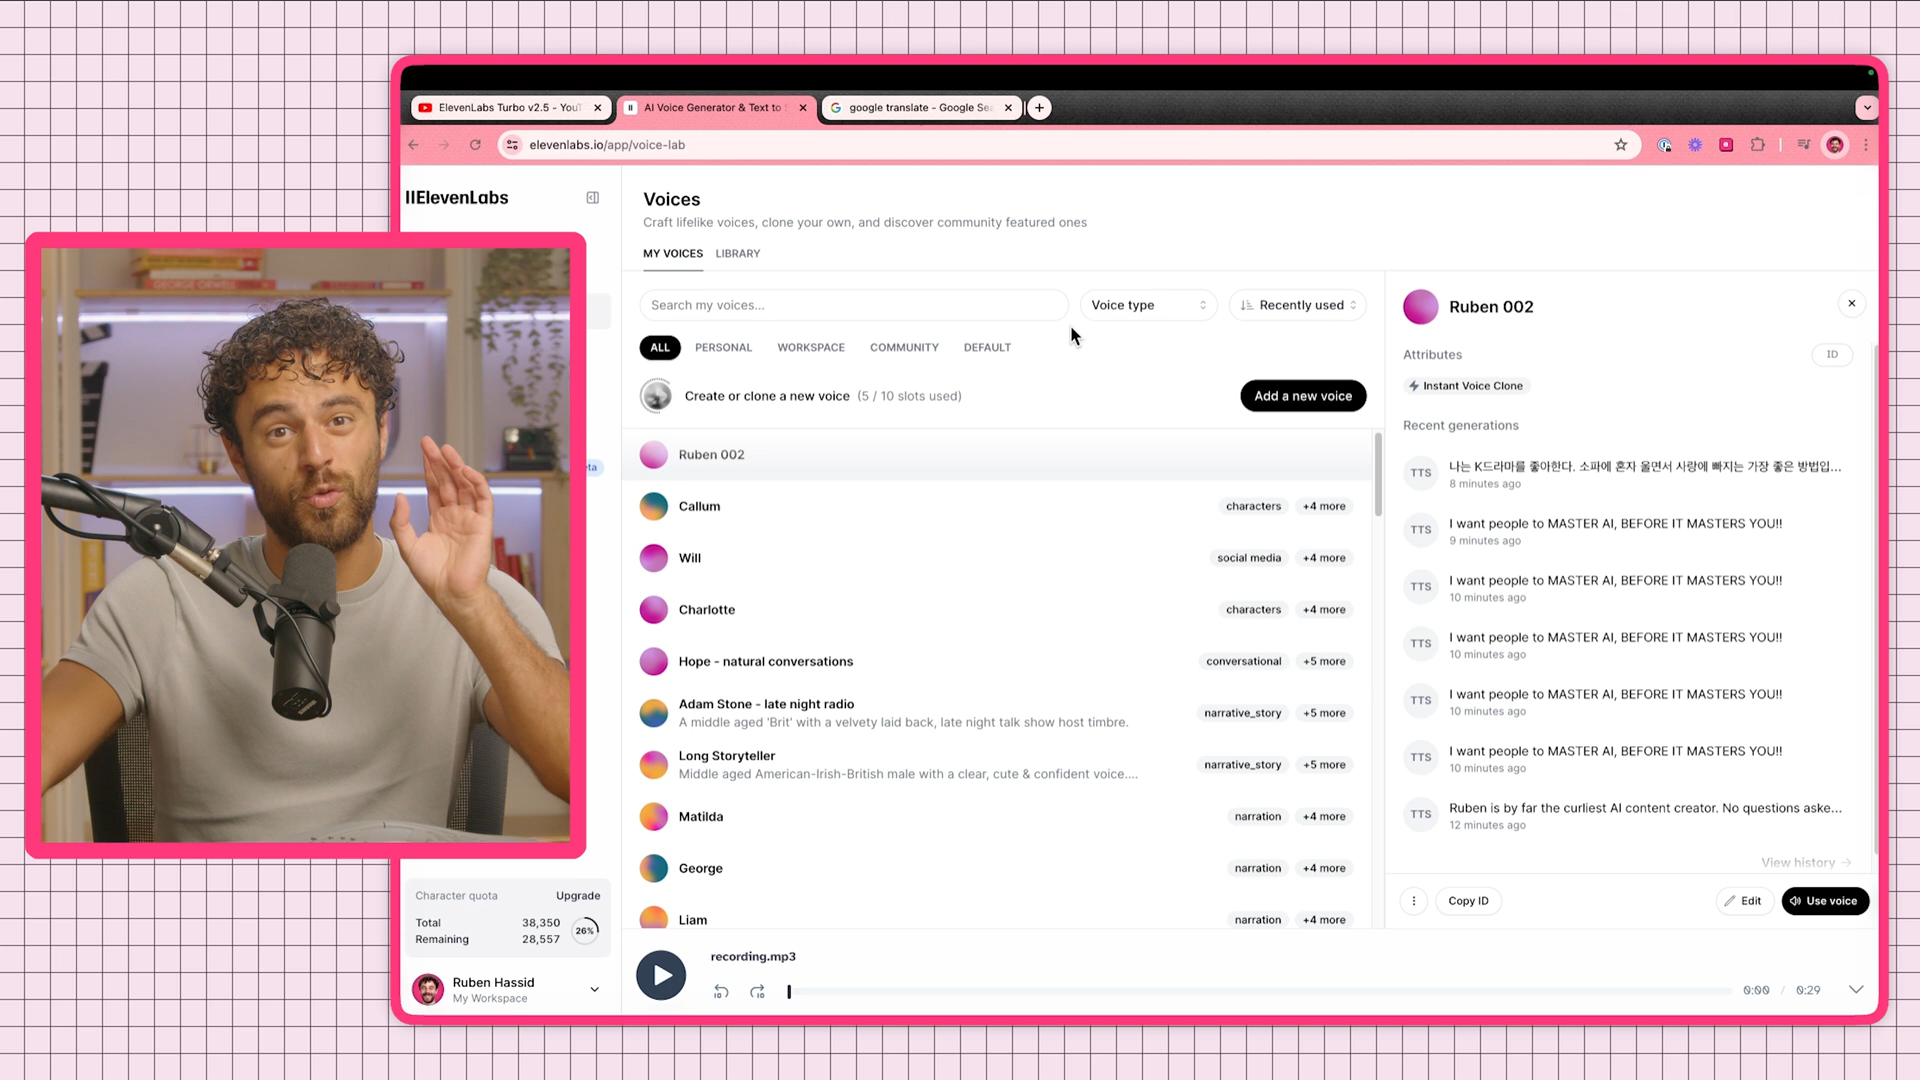 ElevenLabs Turbo v2.5 - YouT
AI Voice Generator & Text to S
google translate - Google Sea
elevenlabs.io/app/voice-lab
IIElevenLabs
Voices
Craft lifelike voices, clone your own, and discover community featured ones
MY VOICES LIBRARY
Search my voices...
Voice type
Recently used
ALL PERSONAL WORKSPACE COMMUNITY DEFAULT
Create or clone a new voice (5 / 10 slots used)
Add a new voice
Ruben 002
Callum characters +4 more
Will social media +4 more
Charlotte characters +4 more
Hope - natural conversations conversational +5 more
Adam Stone - late night radio
A middle aged 'Brit' with a velvety laid back, late night talk show host timbre.
narrative_story +5 more
Long Storyteller
Middle aged American-Irish-British male with a clear, cute & confident voice....
narrative_story +5 more
Matilda narration +4 more
George narration +4 more
Liam narration +4 more
Ruben 002
Attributes
ID
Instant Voice Clone
Recent generations
TTS
나는 K드라마를 좋아한다. 소파에 혼자 울면서 사랑에 빠지는 가장 좋은 방법입...
8 minutes ago
TTS
I want people to MASTER AI, BEFORE IT MASTERS YOU!!
9 minutes ago
TTS
I want people to MASTER AI, BEFORE IT MASTERS YOU!!
10 minutes ago
TTS
I want people to MASTER AI, BEFORE IT MASTERS YOU!!
10 minutes ago
TTS
I want people to MASTER AI, BEFORE IT MASTERS YOU!!
10 minutes ago
TTS
I want people to MASTER AI, BEFORE IT MASTERS YOU!!
10 minutes ago
TTS
Ruben is by far the curliest AI content creator. No questions aske...
12 minutes ago
View history
Copy ID
Edit
Use voice
GEORGE ORWELL
ta
Character quota Upgrade
Total 38,350
Remaining 28,557
26%
Ruben Hassid
My Workspace
recording.mp3
10
10
0:00 / 0:29